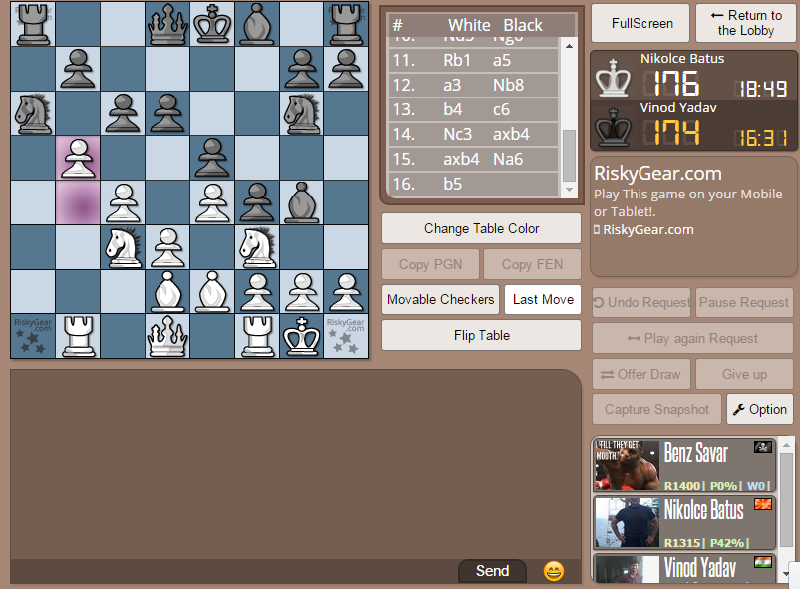 # White Black
11. Rb1 a5
12. a3 Nb8
13. b4 c6
14. Nc3 axb4
15. axb4 Na6
16. b5
Change Table Color
Copy PGN Copy FEN
Movable Checkers Last Move
Flip Table
RiskyGear
.com
RiskyGear
.com
Send
FullScreen
Return to
the Lobby
Nikolce Batus
176 18:49
Vinod Yadav
174 16:31
RiskyGear.com
Play This game on your Mobile
or Tablet!.
RiskyGear.com
Undo Request Pause Request
Play again Request
Offer Draw Give up
Capture Snapshot Option
TILL THEY GET
MOUTH.
Benz Savar
R1400| P0%| W0|
Nikolce Batus
R1315| P42%|
Vinod Yadav